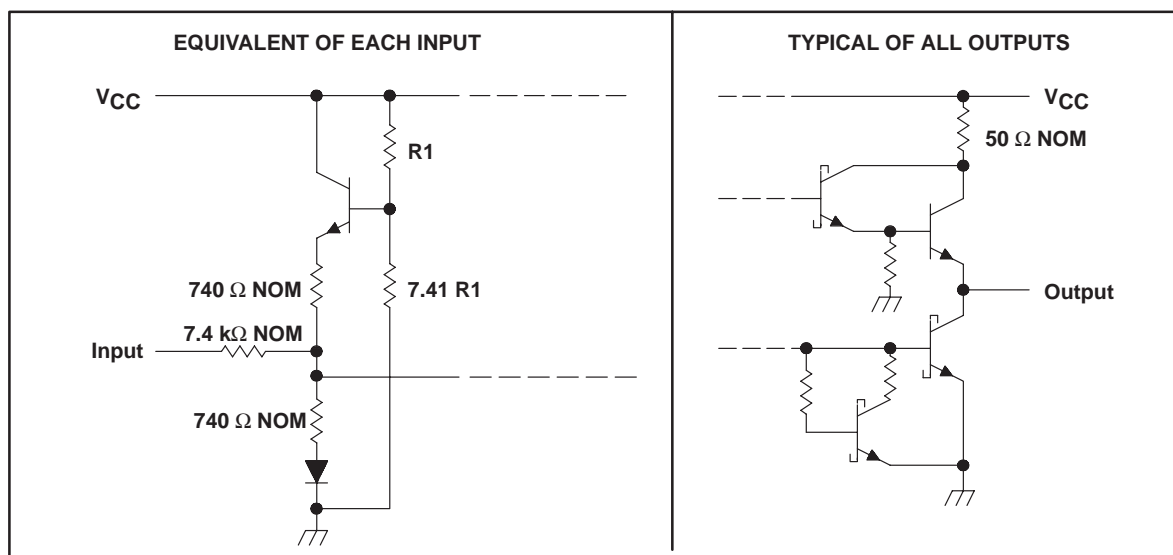 EQUIVALENT OF EACH INPUT
VCC
R1
740 Ω NOM
7.41 R1
7.4 kΩ NOM
Input
740 Ω NOM
TYPICAL OF ALL OUTPUTS
VCC
50 Ω NOM
Output